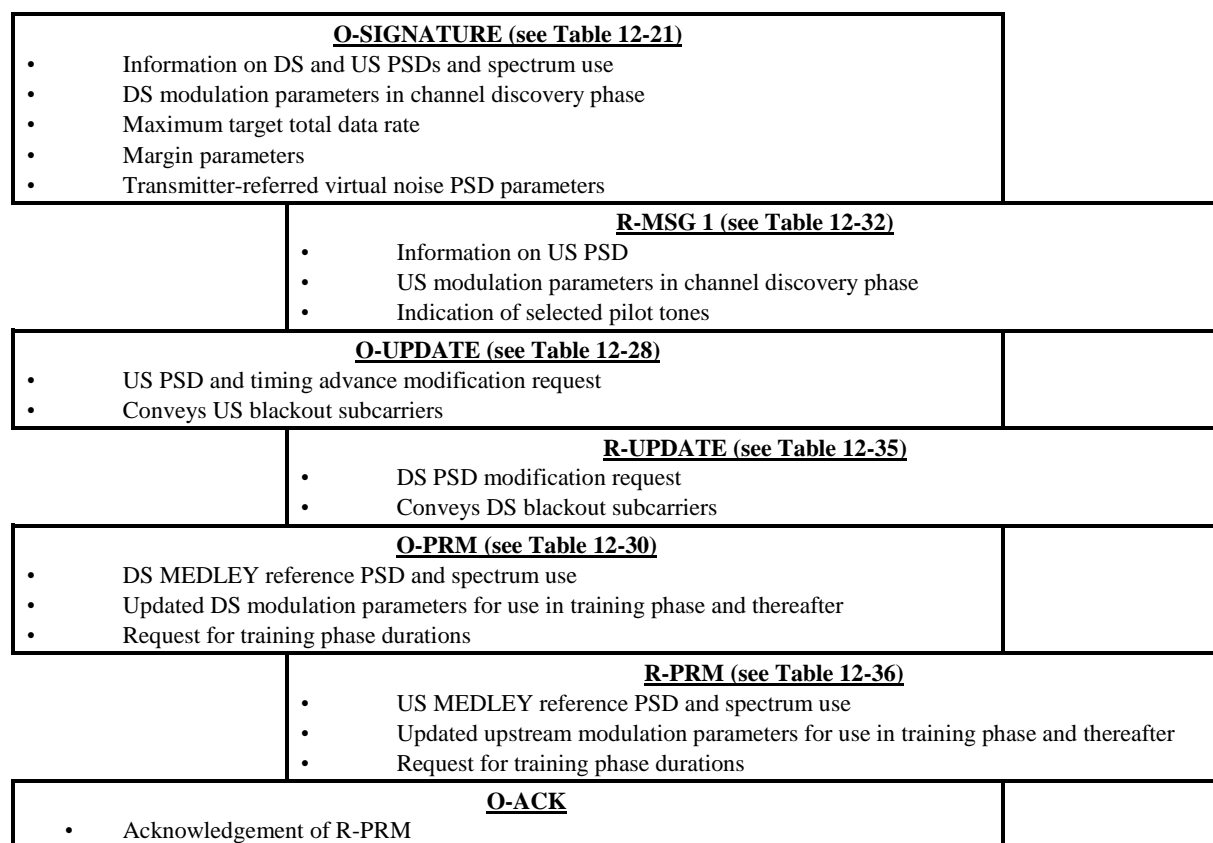 O-SIGNATURE (see Table 12-21)
• Information on DS and US PSDs and spectrum use
• DS modulation parameters in channel discovery phase
• Maximum target total data rate
• Margin parameters
• Transmitter-referred virtual noise PSD parameters
R-MSG 1 (see Table 12-32)
• Information on US PSD
• US modulation parameters in channel discovery phase
• Indication of selected pilot tones
O-UPDATE (see Table 12-28)
• US PSD and timing advance modification request
• Conveys US blackout subcarriers
R-UPDATE (see Table 12-35)
• DS PSD modification request
• Conveys DS blackout subcarriers
O-PRM (see Table 12-30)
• DS MEDLEY reference PSD and spectrum use
• Updated DS modulation parameters for use in training phase and thereafter
• Request for training phase durations
R-PRM (see Table 12-36)
• US MEDLEY reference PSD and spectrum use
• Updated upstream modulation parameters for use in training phase and thereafter
• Request for training phase durations
O-ACK
• Acknowledgement of R-PRM